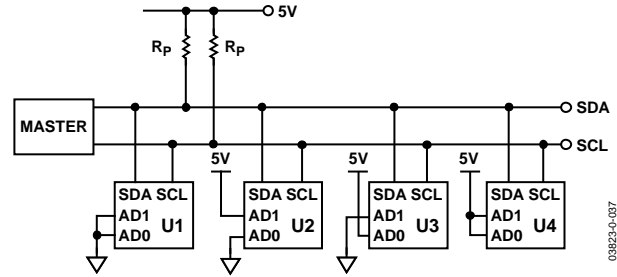 5V
RP RP
MASTER
SDA
SCL
5V 5V 5V
SDA SCL SDA SCL SDA SCL SDA SCL
AD1 AD1 AD1 AD1
U1 U2 U3 U4
AD0 AD0 AD0 AD0
03823-0-037